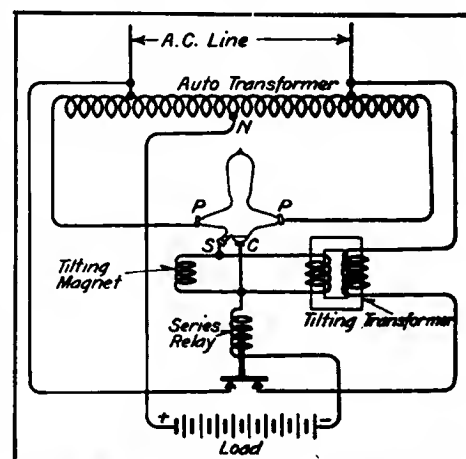 A.C. Line
Auto Transformer
N
P P
S C
Tilting
Magnet
Tilting Transformer
Series
Relay
+ -
Load